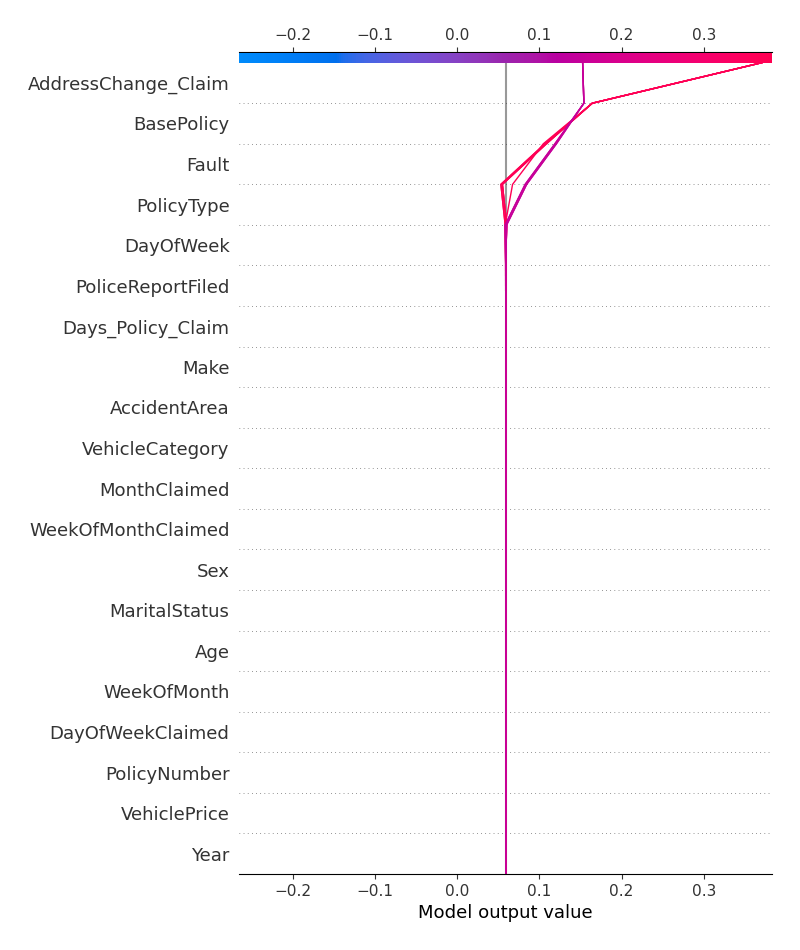 −0.2 −0.1 0.0 0.1 0.2 0.3
AddressChange_Claim
BasePolicy
Fault
PolicyType
DayOfWeek
PoliceReportFiled
Days_Policy_Claim
Make
AccidentArea
VehicleCategory
MonthClaimed
WeekOfMonthClaimed
Sex
MaritalStatus
Age
WeekOfMonth
DayOfWeekClaimed
PolicyNumber
VehiclePrice
Year
−0.2 −0.1 0.0 0.1 0.2 0.3
Model output value